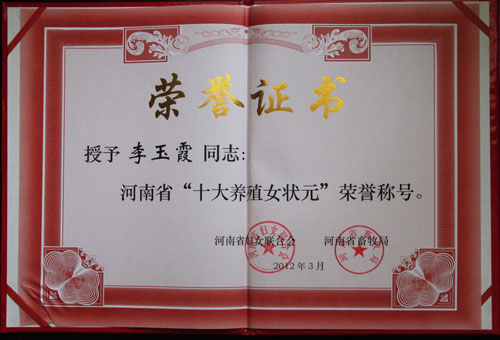 荣誉证书
授予 李玉霞 同志:
河南省“十大养殖女状元”荣誉称号。
河南省妇女联合会 河南省畜牧局
2012年3月